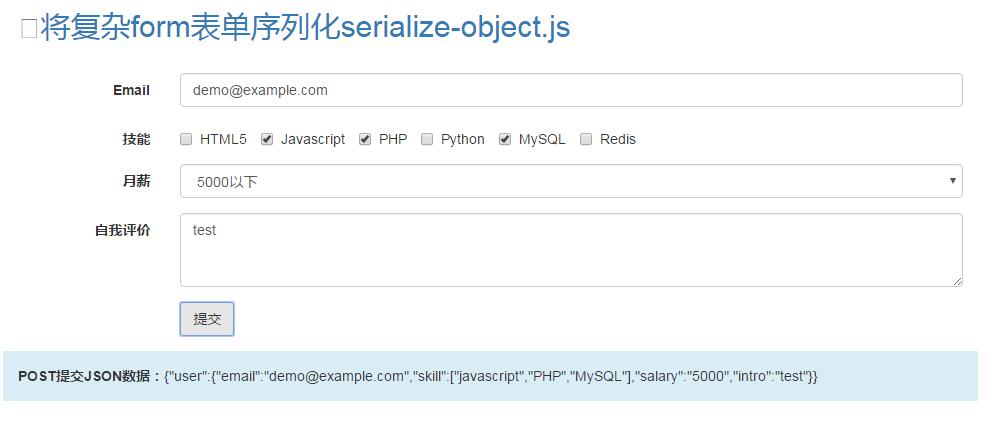 将复杂form表单序列化serialize-object.js
Email demo@example.com
技能 HTML5 Javascript PHP Python MySQL Redis
月薪 5000以下
自我评价 test
提交
POST提交JSON数据：{"user":{"email":"demo@example.com","skill":["javascript","PHP","MySQL"],"salary":"5000","intro":"test"}}